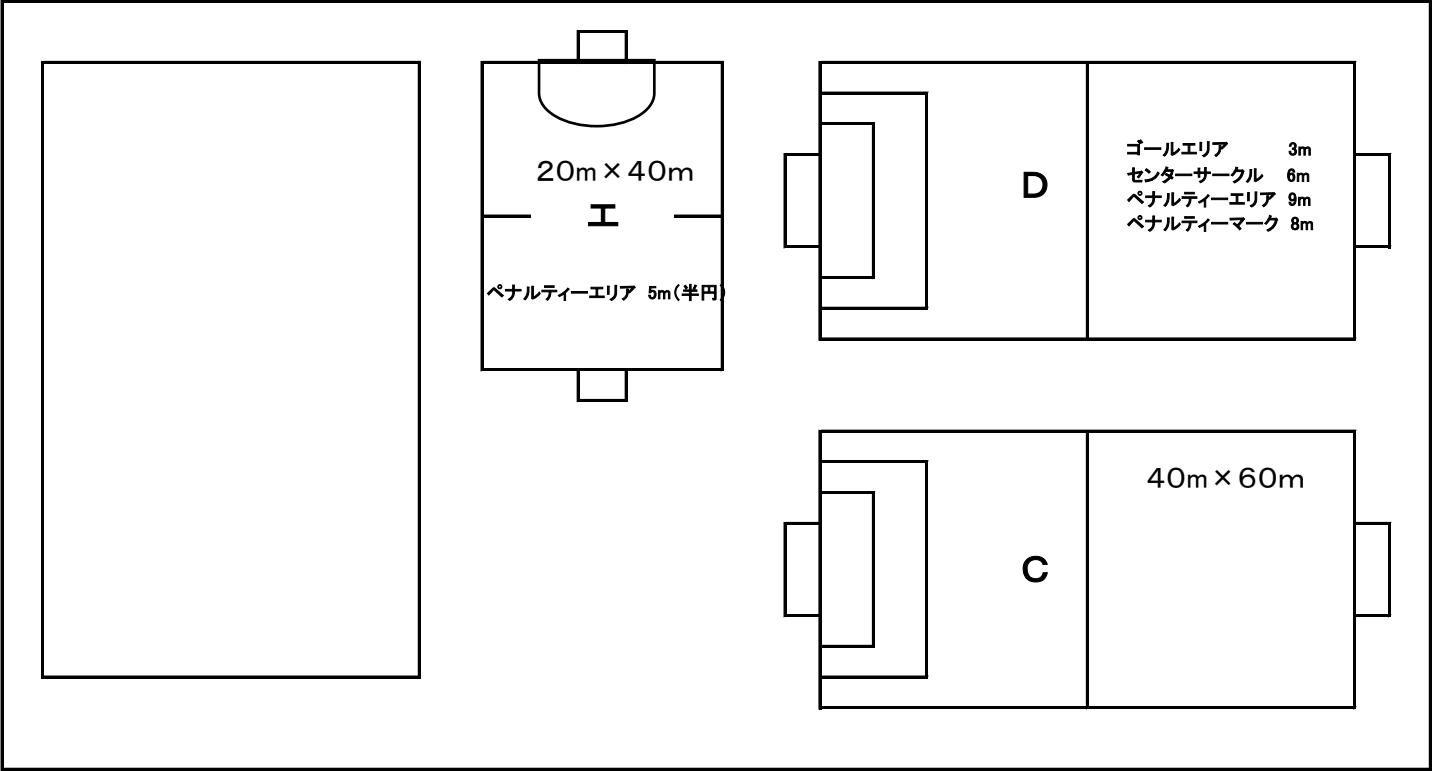 20m×40m
エ
ペナルティーエリア 5m(半円)
D
ゴールエリア 3m
センターサークル 6m
ペナルティーエリア 9m
ペナルティーマーク 8m
40m×60m
C